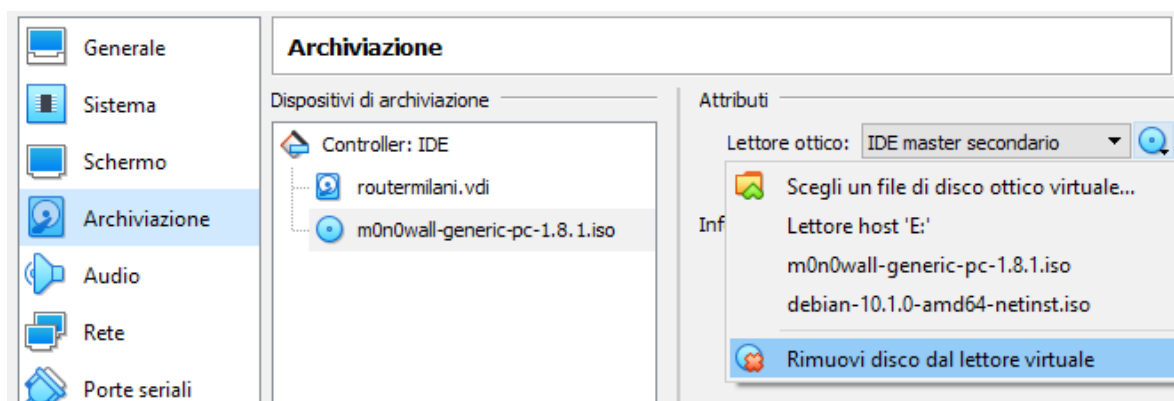 Generale
Sistema
Schermo
Archiviazione
Audio
Rete
Porte seriali
Archiviazione
Dispositivi di archiviazione
Controller: IDE
routermilani.vdi
m0n0wall-generic-pc-1.8.1.iso
Attributi
Lettore ottico: IDE master secondario
Inf
Scegli un file di disco ottico virtuale...
Lettore host 'E:'
m0n0wall-generic-pc-1.8.1.iso
debian-10.1.0-amd64-netinst.iso
Rimuovi disco dal lettore virtuale